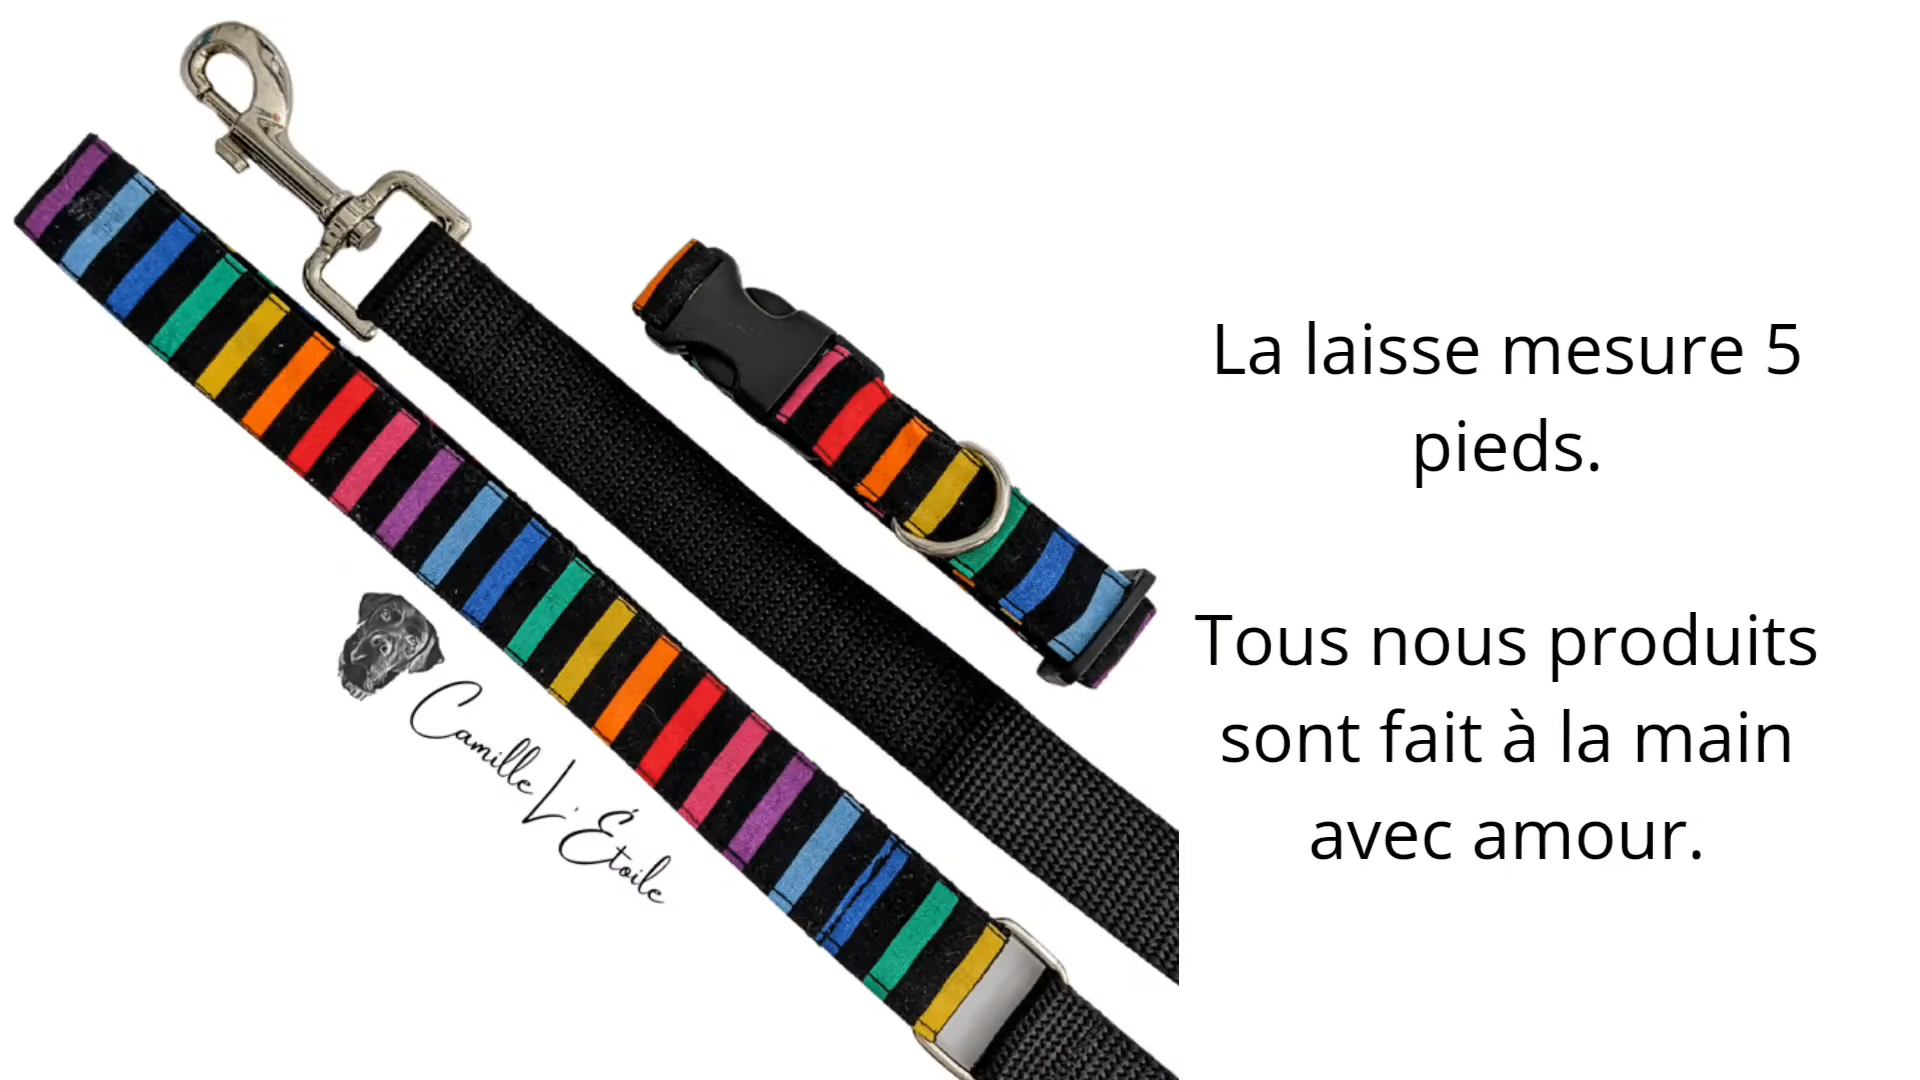 La laisse mesure 5
pieds.
Tous nous produits
sont fait à la main
avec amour.
Camille L'Étoile